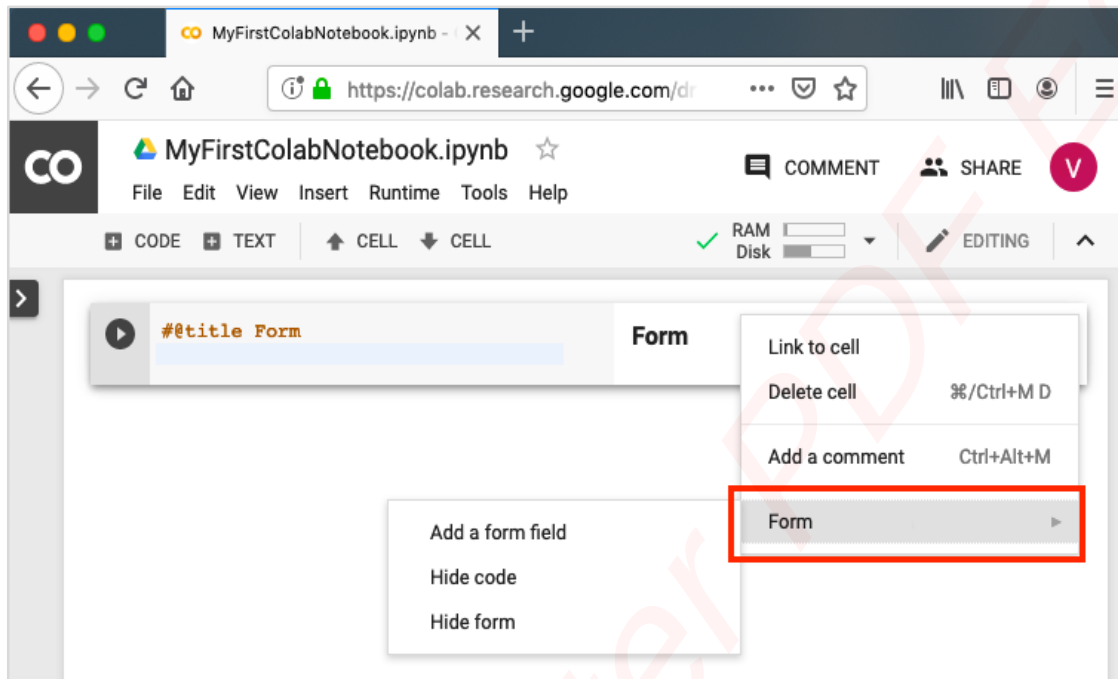 MyFirstColabNotebook.ipynb -
https://colab.research.google.com/dr
MyFirstColabNotebook.ipynb
COMMENT SHARE V
File Edit View Insert Runtime Tools Help
CODE TEXT CELL CELL RAM Disk EDITING
#@title Form
Form
Link to cell
Delete cell ⌘/Ctrl+M D
Add a comment Ctrl+Alt+M
Form
Add a form field
Hide code
Hide form